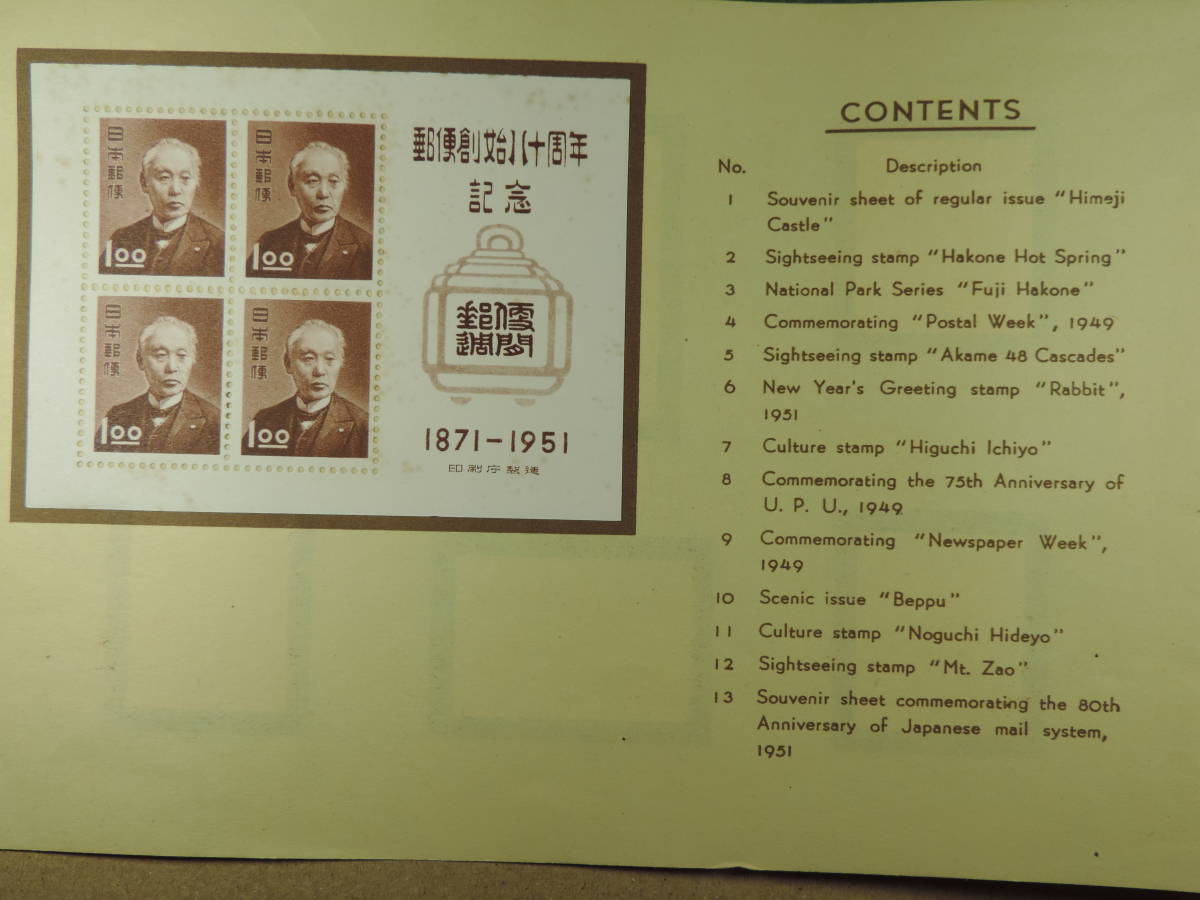 郵便創始八十周年
記念
日本郵便
1.00
日本郵便
1.00
日本郵便
1.00
日本郵便
1.00
郵便
週間
1871-1951
印刷庁製造
CONTENTS
No. Description
1 Souvenir sheet of regular issue "Himeji
Castle"
2 Sightseeing stamp "Hakone Hot Spring"
3 National Park Series "Fuji Hakone"
4 Commemorating "Postal Week", 1949
5 Sightseeing stamp "Akame 48 Cascades"
6 New Year's Greeting stamp "Rabbit",
1951
7 Culture stamp "Higuchi Ichiyo"
8 Commemorating the 75th Anniversary of
U. P. U., 1949
9 Commemorating "Newspaper Week",
1949
10 Scenic issue "Beppu"
11 Culture stamp "Noguchi Hideyo"
12 Sightseeing stamp "Mt. Zao"
13 Souvenir sheet commemorating the 80th
Anniversary of Japanese mail system,
1951